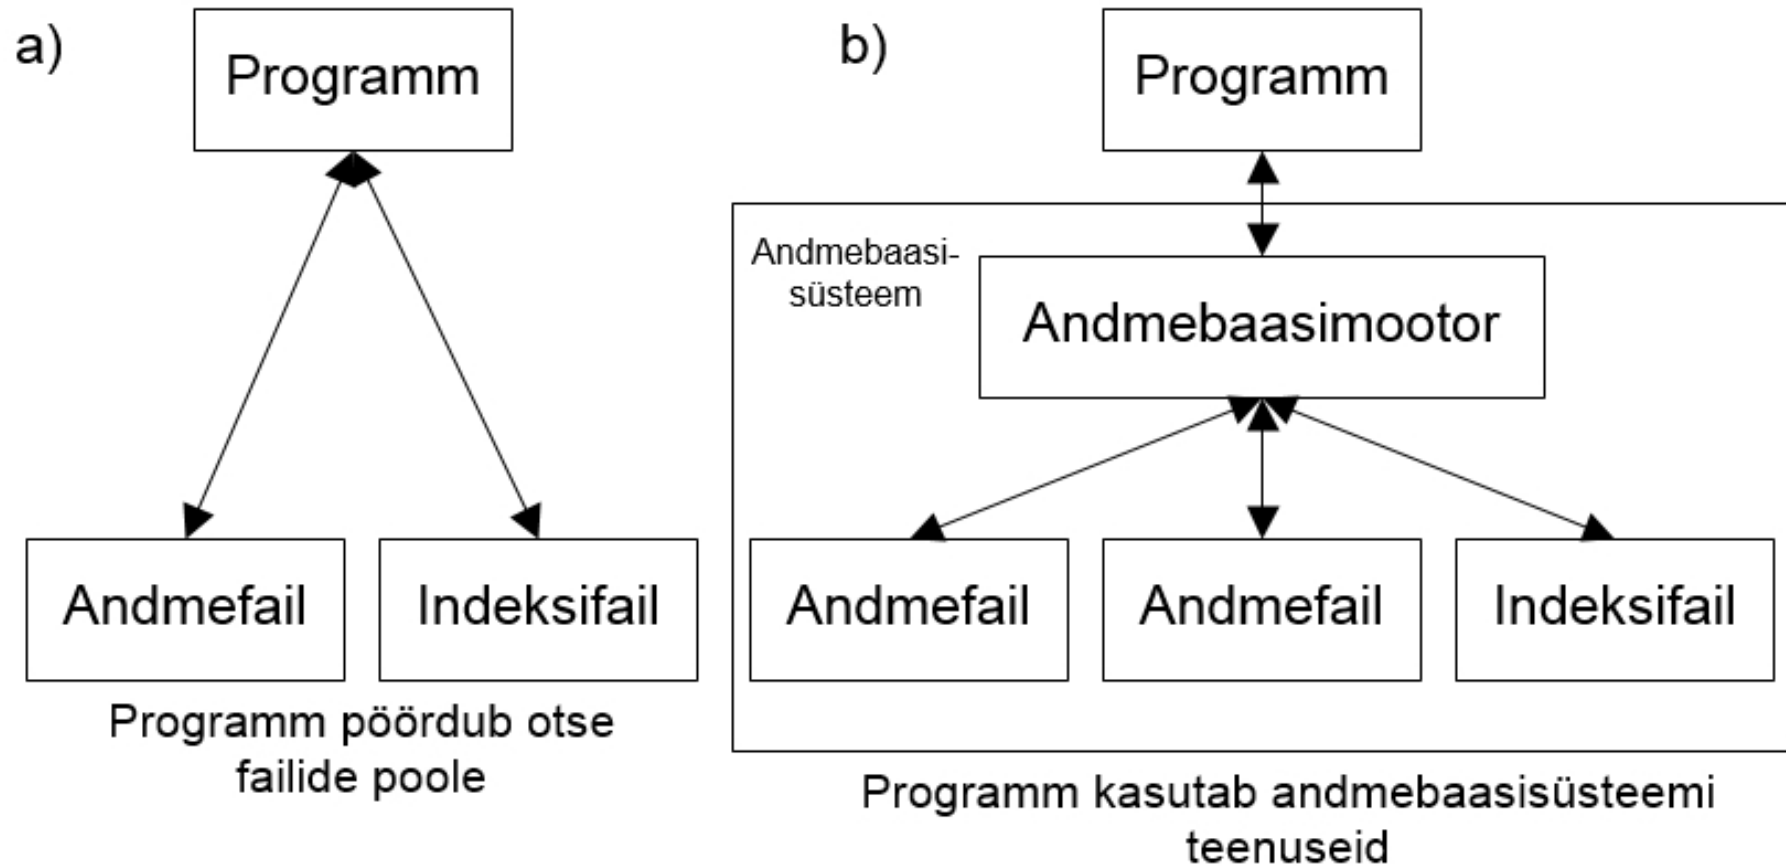 a)
Programm
Andmefail
Indeksifail
Programm pöördub otse
failide poole
b)
Programm
Andmebaasi-
süsteem
Andmebaasimootor
Andmefail
Andmefail
Indeksifail
Programm kasutab andmebaasisüsteemi
teenuseid